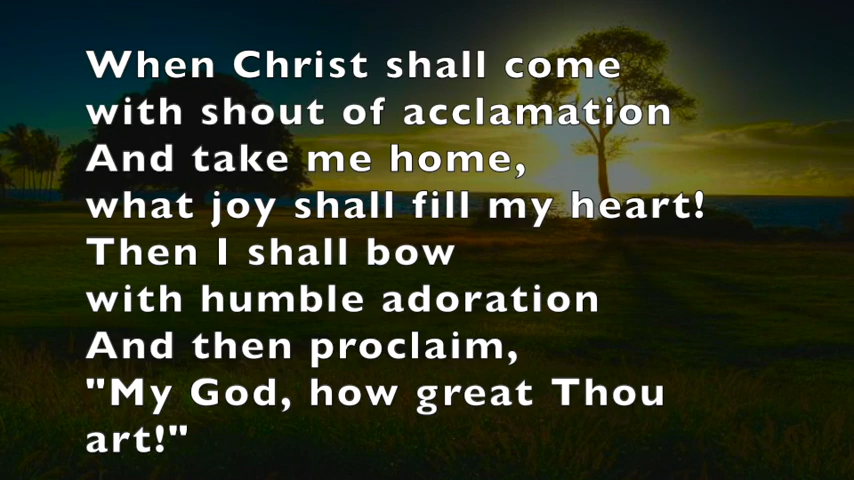 When Christ shall come
with shout of acclamation
And take me home,
what joy shall fill my heart!
Then I shall bow
with humble adoration
And then proclaim,
"My God, how great Thou
art!"